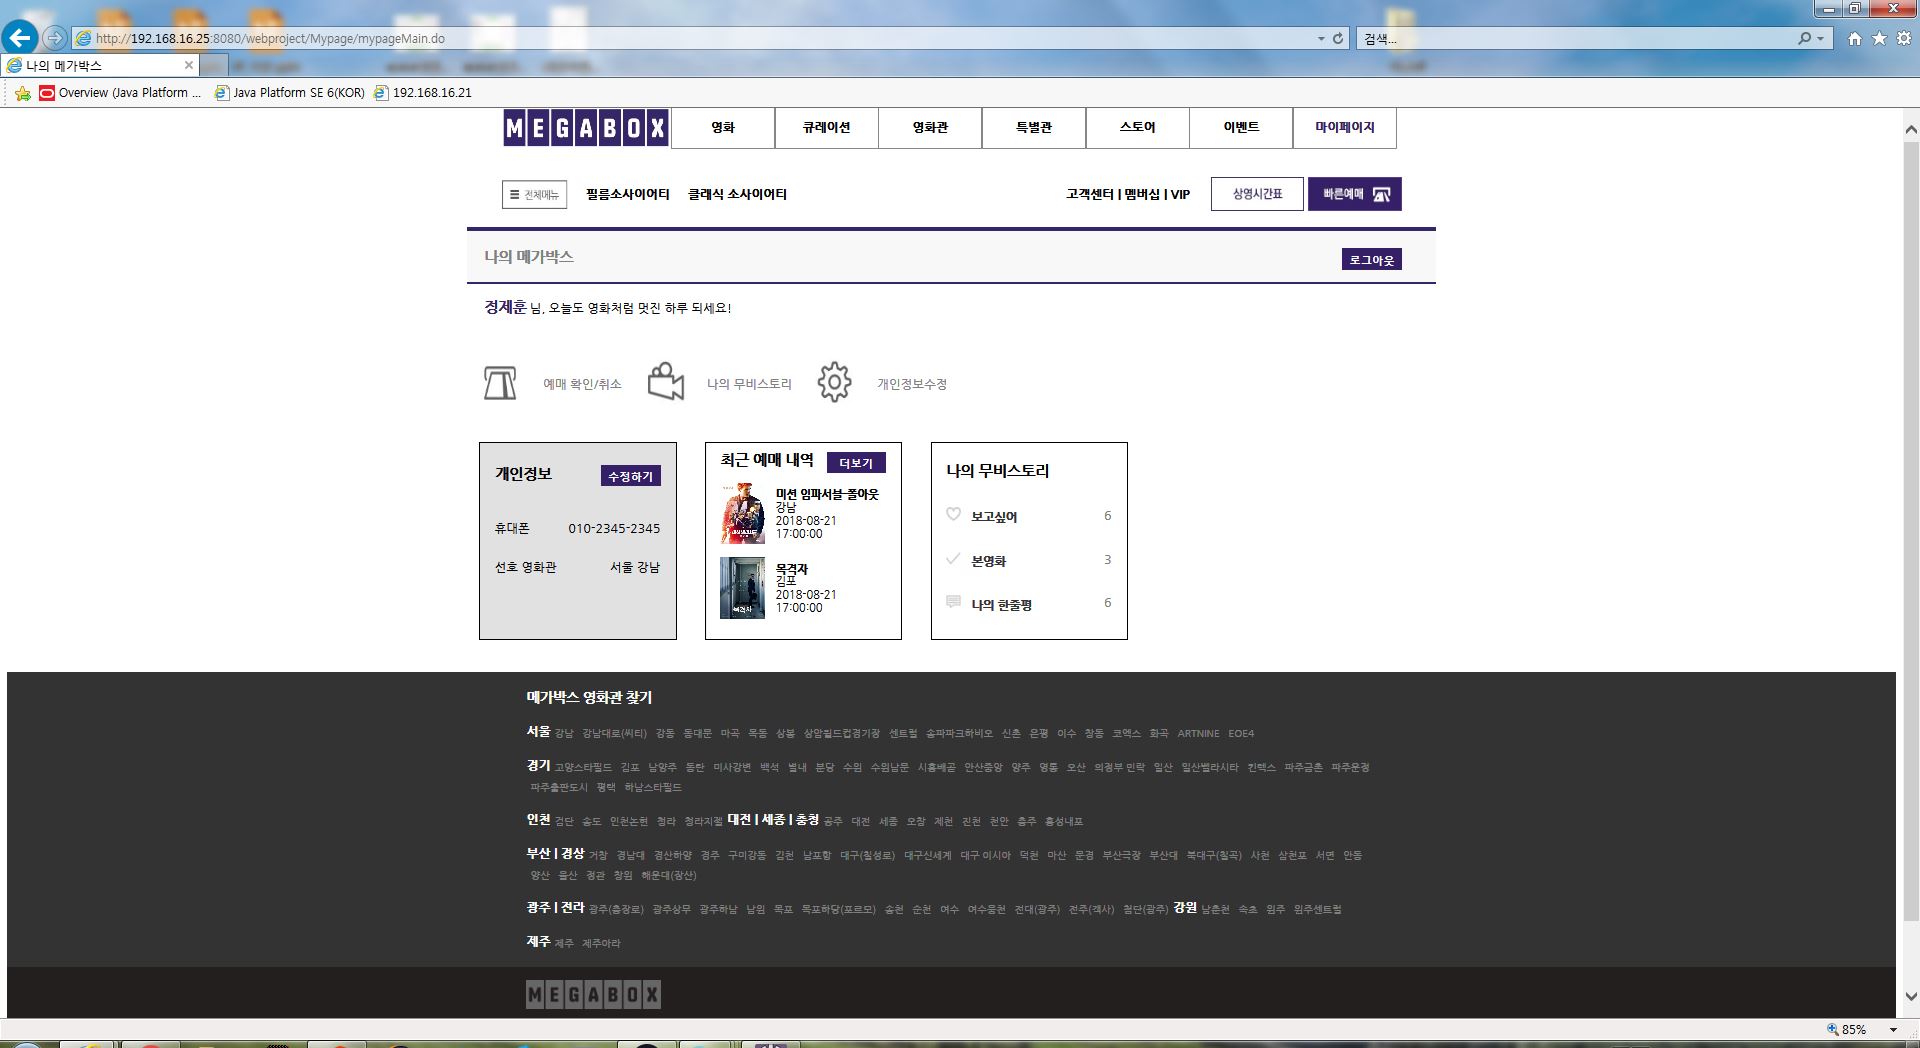 http://192.168.16.25:8080/webproject/Mypage/mypageMain.do
검색...
나의 메가박스
Overview (Java Platform ...
Java Platform SE 6(KOR)
192.168.16.21
MEGABOX
영화
큐레이션
영화관
특별관
스토어
이벤트
마이페이지
전체메뉴
필름소사이어티
클래식 소사이어티
고객센터 | 멤버십 | VIP
상영시간표
빠른예매
나의 메가박스
로그아웃
정제훈 님, 오늘도 영화처럼 멋진 하루 되세요!
예매 확인/취소
나의 무비스토리
개인정보수정
개인정보
수정하기
휴대폰 010-2345-2345
선호 영화관 서울 강남
최근 예매 내역
더보기
미션 임파서블-폴아웃
강남
2018-08-21
17:00:00
목격자
김포
2018-08-21
17:00:00
나의 무비스토리
보고싶어 6
본영화 3
나의 한줄평 6
메가박스 영화관 찾기
서울 강남 강남대로(씨티) 강동 동대문 마곡 목동 상봉 상암월드컵경기장 센트럴 송파파크하비오 신촌 은평 이수 창동 코엑스 화곡 ARTNINE EOE4
경기 고양스타필드 김포 남양주 동탄 미사강변 백석 별내 분당 수원 수원남문 시흥배곧 안산중앙 양주 영통 오산 의정부 민락 일산 일산벨라시타 킨텍스 파주금촌 파주운정
파주출판도시 평택 하남스타필드
인천 검단 송도 인천논현 청라 청라지젤 대전 | 세종 | 충청 공주 대전 세종 오창 제천 진천 천안 충주 홍성내포
부산 | 경상 거창 경남대 경산하양 경주 구미강동 김천 남포항 대구(칠성로) 대구신세계 대구 이시아 덕천 마산 문경 부산극장 부산대 북대구(칠곡) 사천 삼천포 서면 안동
양산 울산 정관 창원 해운대(장산)
광주 | 전라 광주(충장로) 광주상무 광주하남 남원 목포 목포하당(포르모) 송천 순천 여수 여수웅천 전대(광주) 전주(객사) 첨단(광주) 강원 남춘천 속초 원주 원주센트럴
제주 제주 제주아라
MEGABOX
85%